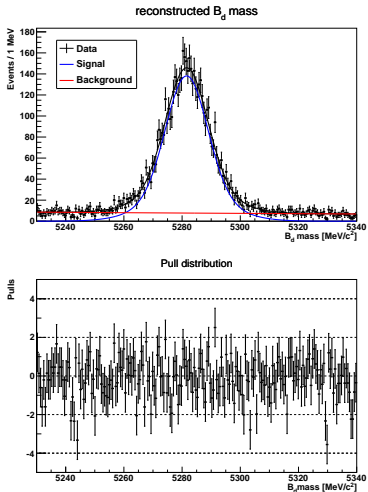 reconstructed B_d mass
Events / 1 MeV
180
160
140
120
100
80
60
40
20
0
Data
Signal
Background
5240 5260 5280 5300 5320 5340
B_d mass [MeV/c²]
Pull distribution
Pulls
4
2
0
-2
-4
5240 5260 5280 5300 5320 5340
B_d mass [MeV/c²]